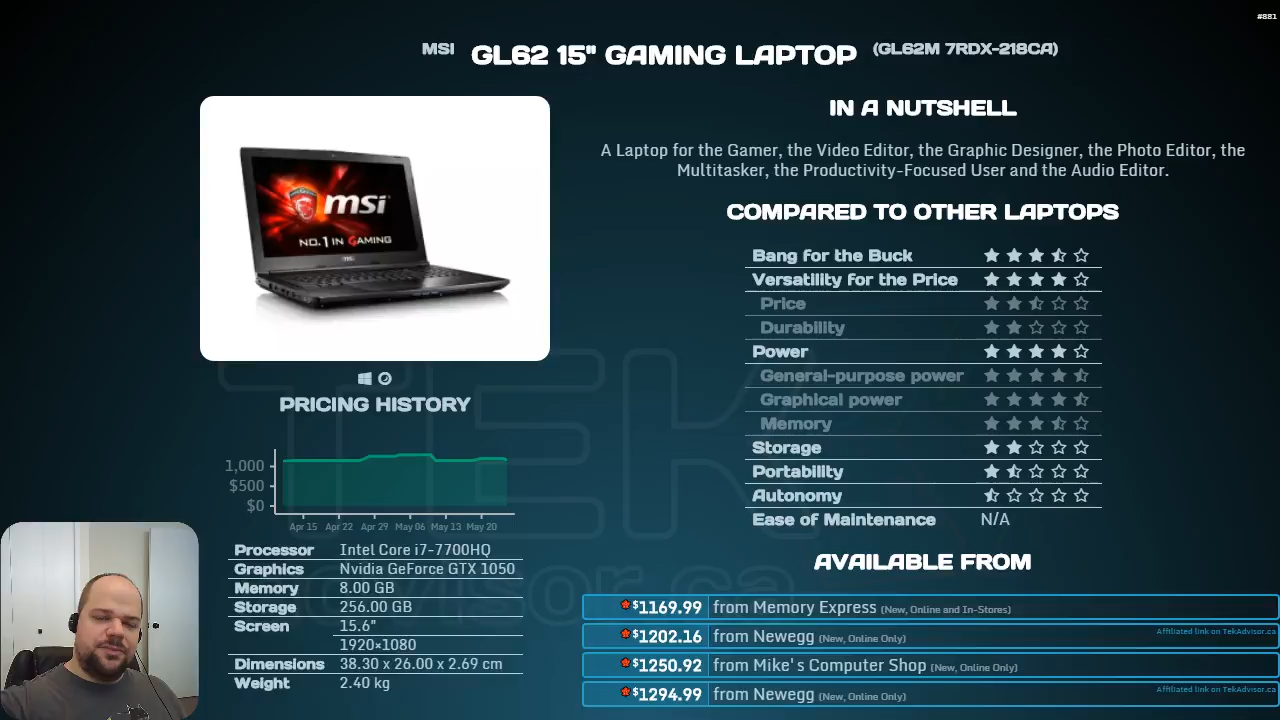 #881
MSI GL62 15" GAMING LAPTOP (GL62M 7RDX-218CA)
msi
NO.1 IN GAMING
PRICING HISTORY
1,000
$500
$0
Apr 15 Apr 22 Apr 29 May 06 May 13 May 20
Processor Intel Core i7-7700HQ
Graphics Nvidia GeForce GTX 1050
Memory 8.00 GB
Storage 256.00 GB
Screen 15.6"
1920×1080
Dimensions 38.30 x 26.00 x 2.69 cm
Weight 2.40 kg
IN A NUTSHELL
A Laptop for the Gamer, the Video Editor, the Graphic Designer, the Photo Editor, the
Multitasker, the Productivity-Focused User and the Audio Editor.
COMPARED TO OTHER LAPTOPS
Bang for the Buck
Versatility for the Price
Price
Durability
Power
General-purpose power
Graphical power
Memory
Storage
Portability
Autonomy
Ease of Maintenance N/A
AVAILABLE FROM
$1169.99 from Memory Express (New, Online and In-Stores)
$1202.16 from Newegg (New, Online Only) Affiliated link on TekAdvisor.ca
$1250.92 from Mike's Computer Shop (New, Online Only)
$1294.99 from Newegg (New, Online Only) Affiliated link on TekAdvisor.ca